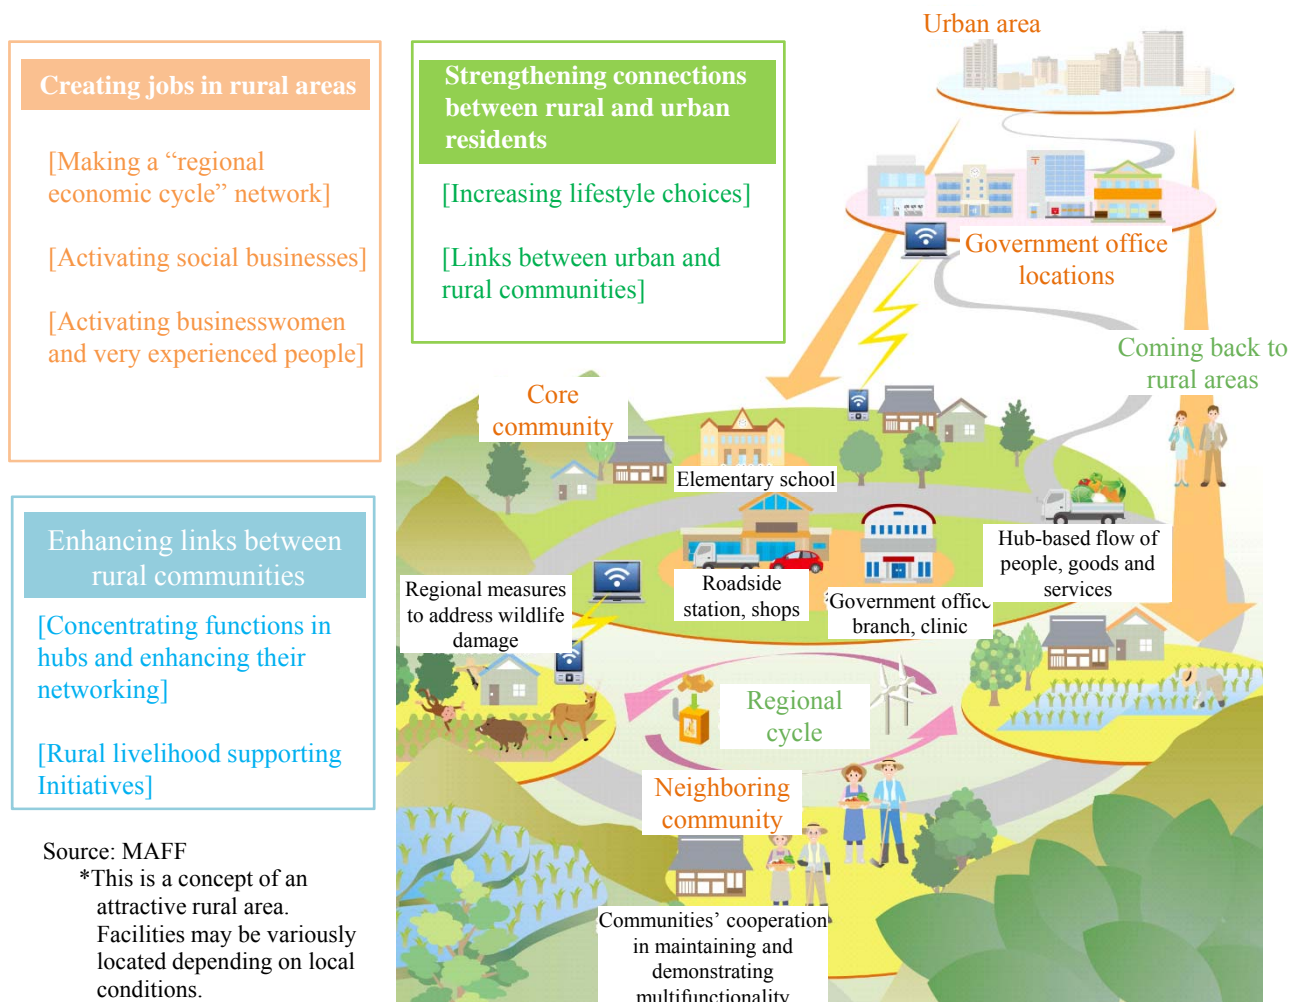 Creating jobs in rural areas
[Making a “regional
economic cycle” network]
[Activating social businesses]
[Activating businesswomen
and very experienced people]
Strengthening connections
between rural and urban
residents
[Increasing lifestyle choices]
[Links between urban and
rural communities]
Enhancing links between
rural communities
[Concentrating functions in
hubs and enhancing their
networking]
[Rural livelihood supporting
Initiatives]
Source: MAFF
*This is a concept of an
attractive rural area.
Facilities may be variously
located depending on local
conditions.
Urban area
Government office
locations
Coming back to
rural areas
Core
community
Elementary school
Roadside
station, shops
Government office
branch, clinic
Hub-based flow of
people, goods and
services
Regional measures
to address wildlife
damage
Regional
cycle
Neighboring
community
Communities’ cooperation
in maintaining and
demonstrating
multifunctionality